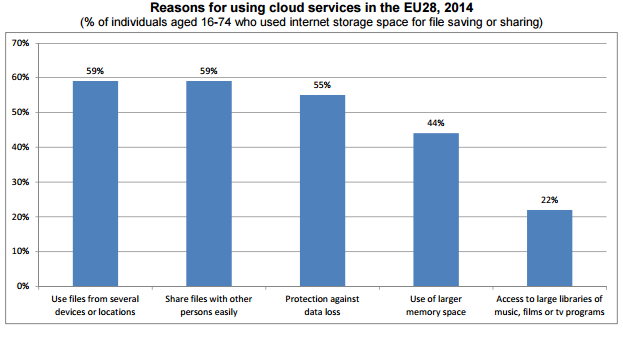 Reasons for using cloud services in the EU28, 2014
(% of individuals aged 16-74 who used internet storage space for file saving or sharing)
70%
60%
50%
40%
30%
20%
10%
0%
59%
59%
55%
44%
22%
Use files from several
devices or locations
Share files with other
persons easily
Protection against
data loss
Use of larger
memory space
Access to large libraries of
music, films or tv programs